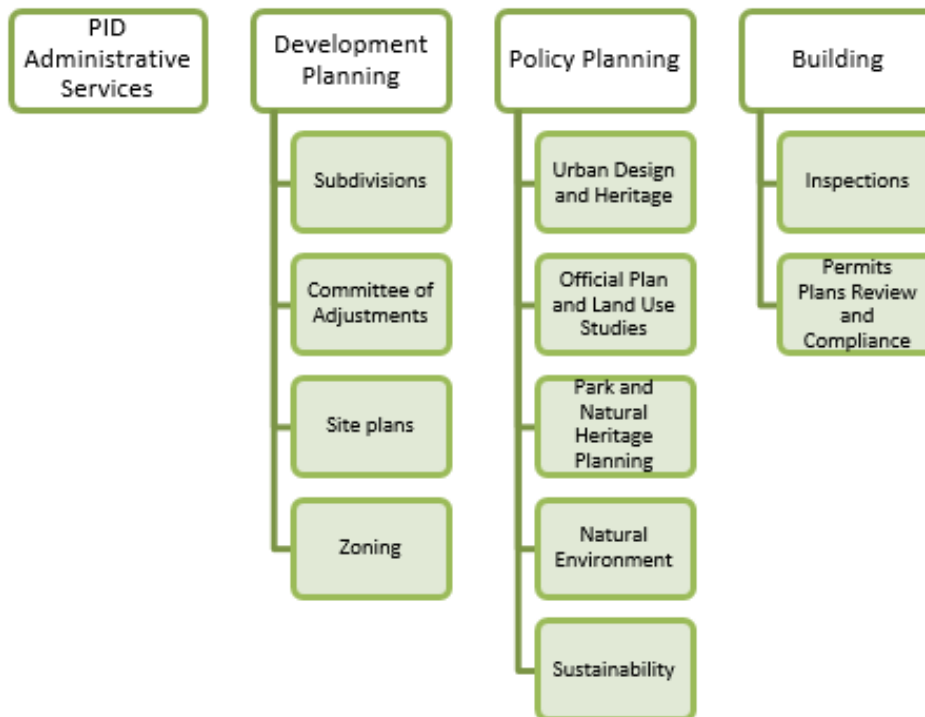 PID
Administrative
Services
Development
Planning
Subdivisions
Committee of
Adjustments
Site plans
Zoning
Policy Planning
Urban Design
and Heritage
Official Plan
and Land Use
Studies
Park and
Natural
Heritage
Planning
Natural
Environment
Sustainability
Building
Inspections
Permits
Plans Review
and
Compliance